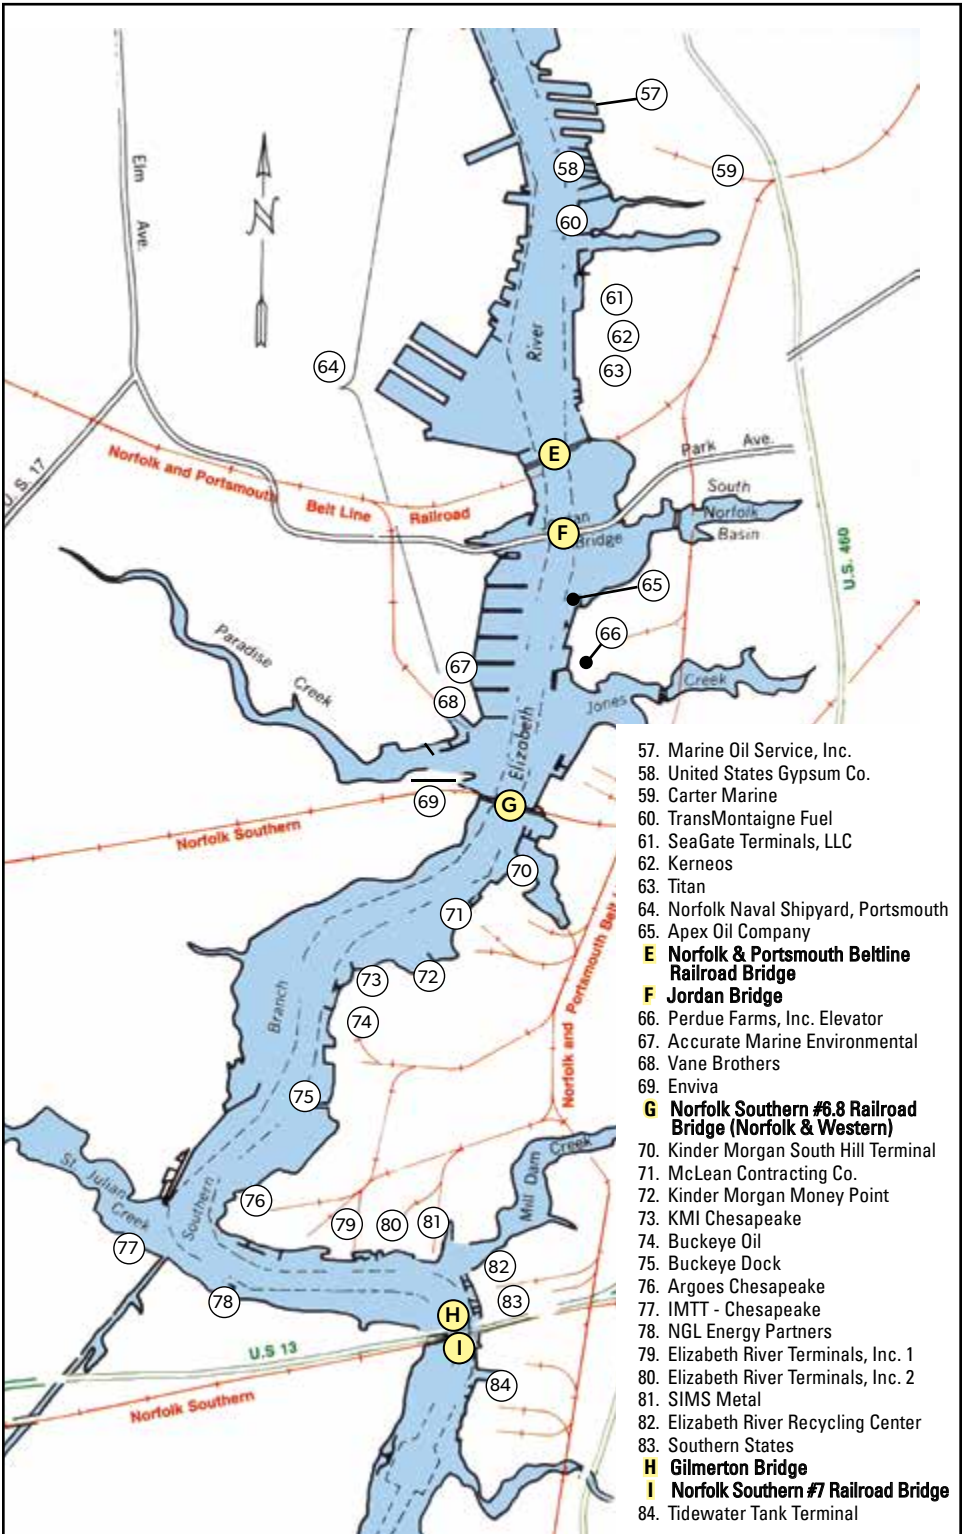 57
58
59
60
Elm Ave.
N
61
62
63
64
River
E
Park Ave.
U. S. 17
Norfolk and Portsmouth Belt Line Railroad
South
Norfolk
Basin
F
Bridge
U.S. 460
65
66
Paradise Creek
67
68
Jones Creek
Elizabeth
69
G
Norfolk Southern
70
71
72
73
74
Branch
Norfolk and Portsmouth Belt
75
St. Julian
Creek
Southern
76
77
78
79
80
81
Mill Dam Creek
82
83
H
I
U.S 13
Norfolk Southern
84
57. Marine Oil Service, Inc.
58. United States Gypsum Co.
59. Carter Marine
60. TransMontaigne Fuel
61. SeaGate Terminals, LLC
62. Kerneos
63. Titan
64. Norfolk Naval Shipyard, Portsmouth
65. Apex Oil Company
E Norfolk & Portsmouth Beltline
Railroad Bridge
F Jordan Bridge
66. Perdue Farms, Inc. Elevator
67. Accurate Marine Environmental
68. Vane Brothers
69. Enviva
G Norfolk Southern #6.8 Railroad
Bridge (Norfolk & Western)
70. Kinder Morgan South Hill Terminal
71. McLean Contracting Co.
72. Kinder Morgan Money Point
73. KMI Chesapeake
74. Buckeye Oil
75. Buckeye Dock
76. Argoes Chesapeake
77. IMTT - Chesapeake
78. NGL Energy Partners
79. Elizabeth River Terminals, Inc. 1
80. Elizabeth River Terminals, Inc. 2
81. SIMS Metal
82. Elizabeth River Recycling Center
83. Southern States
H Gilmerton Bridge
I Norfolk Southern #7 Railroad Bridge
84. Tidewater Tank Terminal